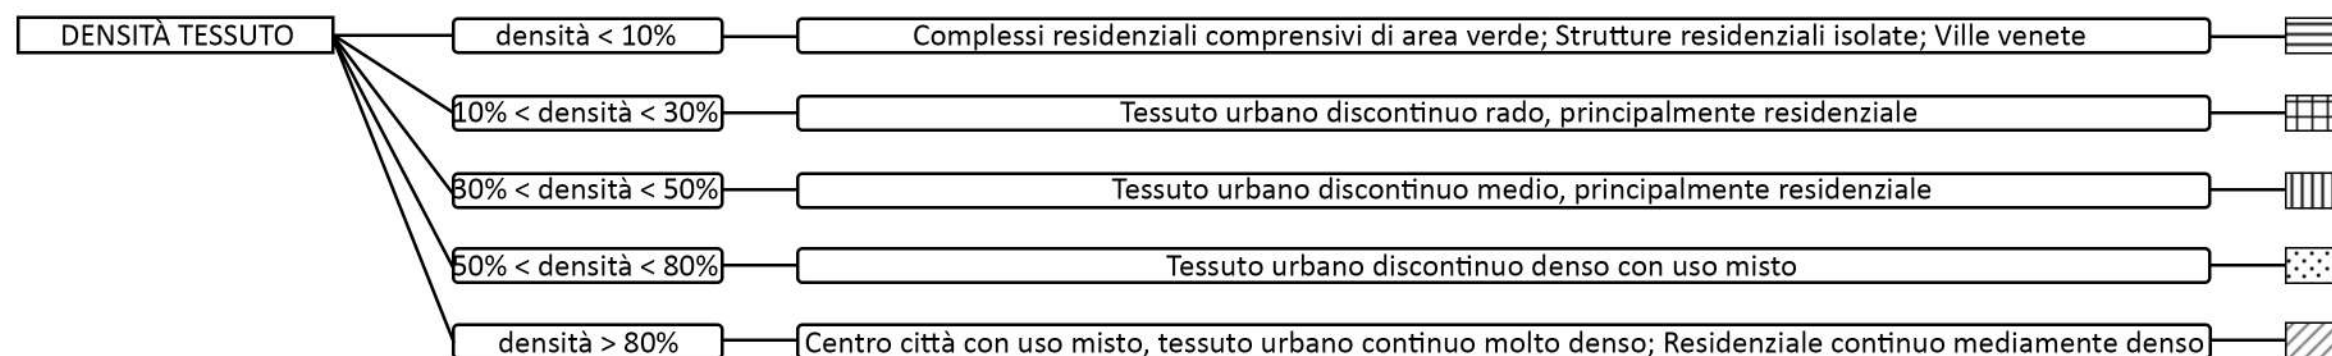 DENSITÀ TESSUTO
densità < 10%
Complessi residenziali comprensivi di area verde; Strutture residenziali isolate; Ville venete
10% < densità < 30%
Tessuto urbano discontinuo rado, principalmente residenziale
30% < densità < 50%
Tessuto urbano discontinuo medio, principalmente residenziale
50% < densità < 80%
Tessuto urbano discontinuo denso con uso misto
densità > 80%
Centro città con uso misto, tessuto urbano continuo molto denso; Residenziale continuo mediamente denso